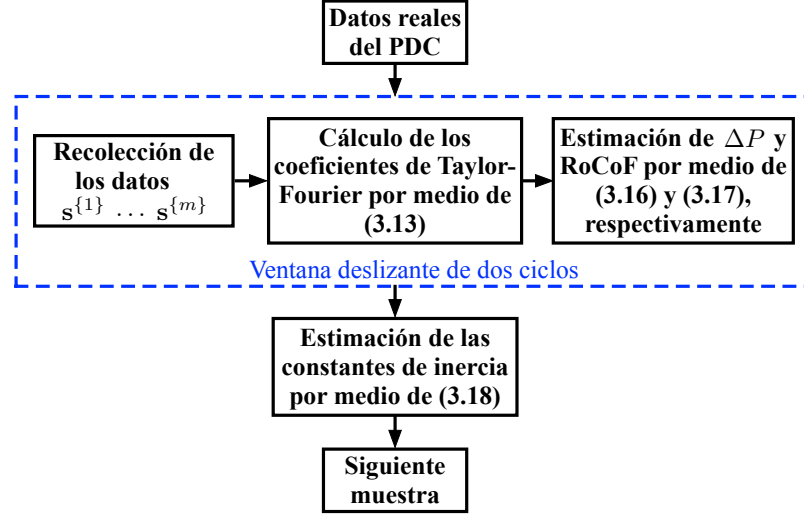 Datos reales
del PDC
Recolección de
los datos
s^{1} ... s^{m}
Cálculo de los
coeficientes de Taylor-
Fourier por medio de
(3.13)
Estimación de ΔP y
RoCoF por medio de
(3.16) y (3.17),
respectivamente
Ventana deslizante de dos ciclos
Estimación de las
constantes de inercia
por medio de (3.18)
Siguiente
muestra